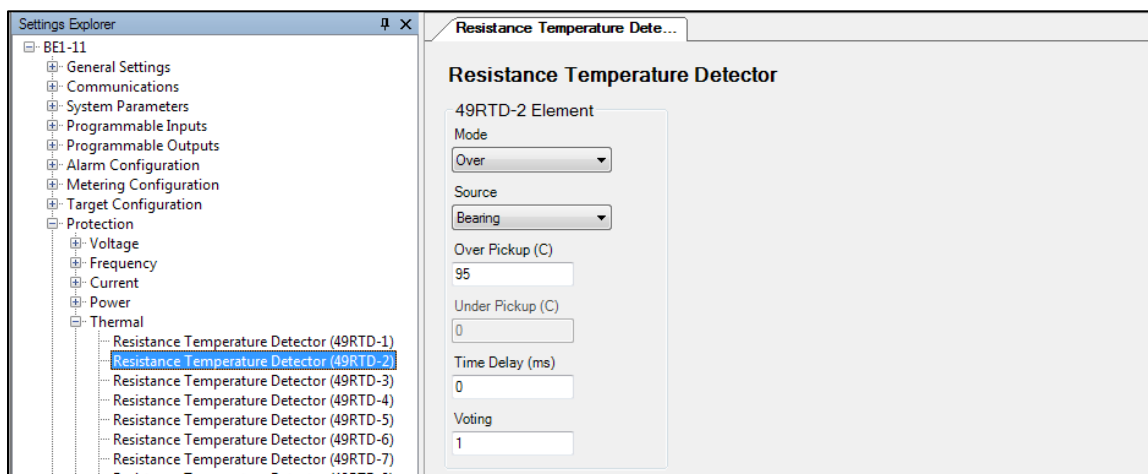 Settings Explorer
BE1-11
General Settings
Communications
System Parameters
Programmable Inputs
Programmable Outputs
Alarm Configuration
Metering Configuration
Target Configuration
Protection
Voltage
Frequency
Current
Power
Thermal
Resistance Temperature Detector (49RTD-1)
Resistance Temperature Detector (49RTD-2)
Resistance Temperature Detector (49RTD-3)
Resistance Temperature Detector (49RTD-4)
Resistance Temperature Detector (49RTD-5)
Resistance Temperature Detector (49RTD-6)
Resistance Temperature Detector (49RTD-7)
Resistance Temperature Dete...
Resistance Temperature Detector
49RTD-2 Element
Mode
Over
Source
Bearing
Over Pickup (C)
95
Under Pickup (C)
0
Time Delay (ms)
0
Voting
1